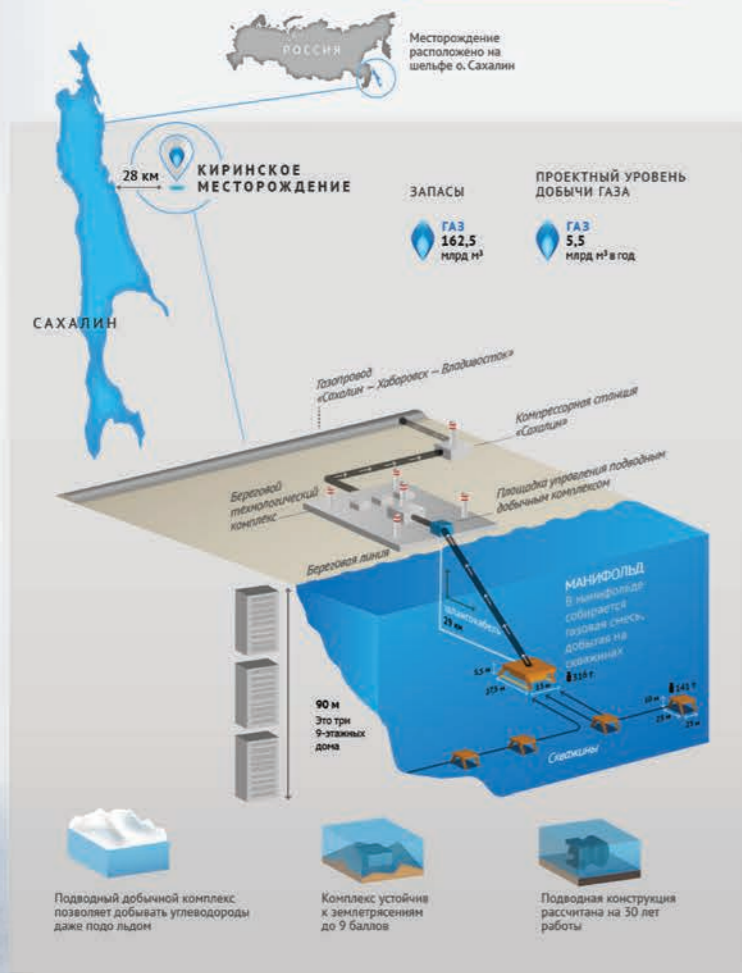 РОССИЯ
Месторождение
расположено на
шельфе о. Сахалин
28 км
КИРИНСКОЕ
МЕСТОРОЖДЕНИЕ
ЗАПАСЫ
ГАЗ
162,5
млрд м³
ПРОЕКТНЫЙ УРОВЕНЬ
ДОБЫЧИ ГАЗА
ГАЗ
5,5
млрд м³ в год
САХАЛИН
Газопровод
«Сахалин — Хабаровск — Владивосток»
Компрессорная станция
«Сахалин»
Береговой
технологический
комплекс
Площадка управления подводным
добычным комплексом
Береговая линия
МАНИФОЛЬД
В манифольде
собирается
газовая смесь,
добытая на
скважинах
Шлангокабель
29 км
316 т
10 м
141 т
Скважины
90 м
Это три
9-этажных
дома
Подводный добычной комплекс
позволяет добывать углеводороды
даже подо льдом
Комплекс устойчив
к землетрясениям
до 9 баллов
Подводная конструкция
рассчитана на 30 лет
работы